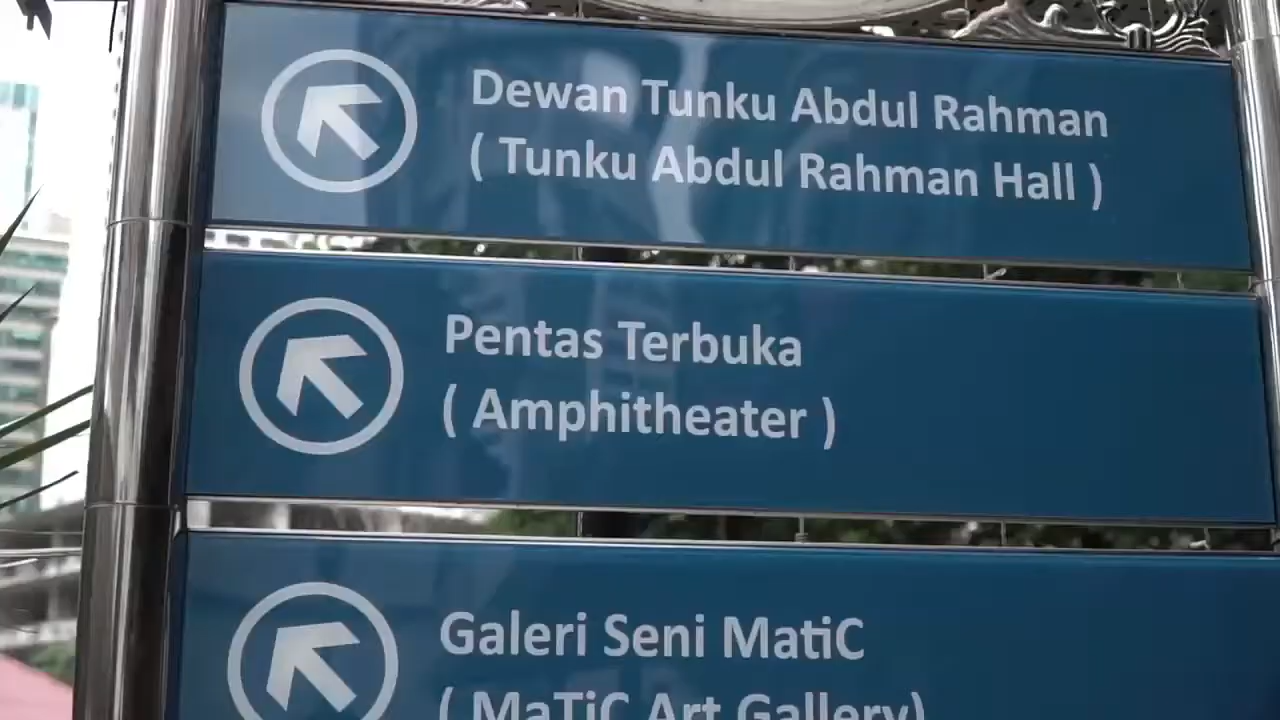 Dewan Tunku Abdul Rahman
( Tunku Abdul Rahman Hall )
Pentas Terbuka
( Amphitheater )
Galeri Seni MatiC
( MaTiC Art Gallery)